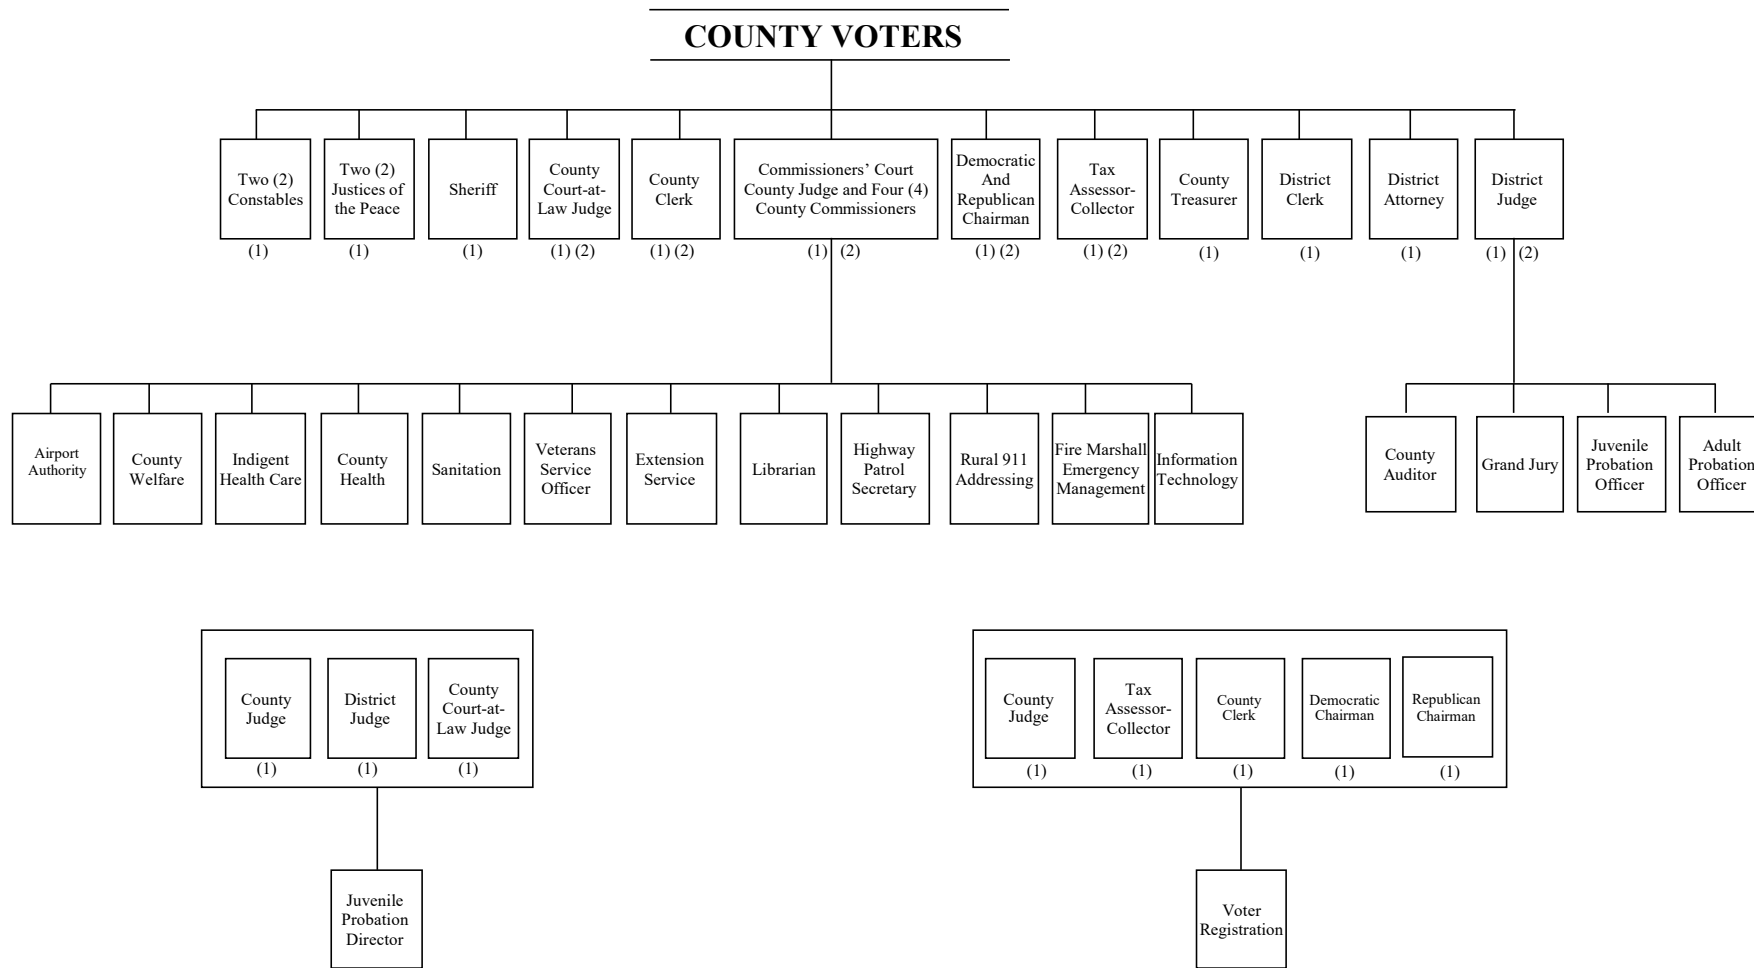 COUNTY VOTERS
Two (2)
Constables
(1)
Two (2)
Justices of
the Peace
(1)
Sheriff
(1)
County
Court-at-
Law Judge
(1) (2)
County
Clerk
(1) (2)
Commissioners’ Court
County Judge and Four (4)
County Commissioners
(1) (2)
Democratic
And
Republican
Chairman
(1) (2)
Tax
Assessor-
Collector
(1) (2)
County
Treasurer
(1)
District
Clerk
(1)
District
Attorney
(1)
District
Judge
(1) (2)
Airport
Authority
County
Welfare
Indigent
Health Care
County
Health
Sanitation
Veterans
Service
Officer
Extension
Service
Librarian
Highway
Patrol
Secretary
Rural 911
Addressing
Fire Marshall
Emergency
Management
Information
Technology
County
Auditor
Grand Jury
Juvenile
Probation
Officer
Adult
Probation
Officer
County
Judge
(1)
District
Judge
(1)
County
Court-at-
Law Judge
(1)
Juvenile
Probation
Director
County
Judge
(1)
Tax
Assessor-
Collector
(1)
County
Clerk
(1)
Democratic
Chairman
(1)
Republican
Chairman
(1)
Voter
Registration